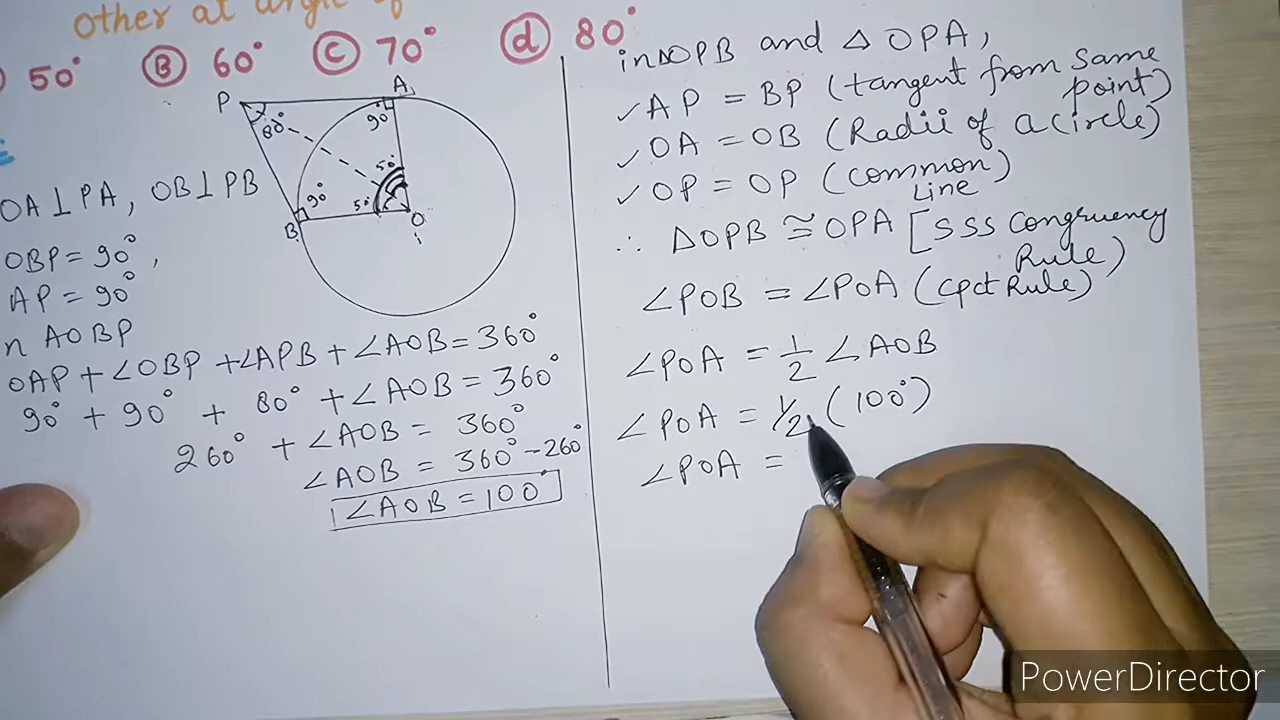 other at angle of
50° (B) 60° (C) 70° (d) 80°
P A
80° 90°
50°
90° 50°
B O
OA⊥PA, OB⊥PB
OBP = 90°,
AP = 90°
n AOBP
OAP + ∠OBP + ∠APB + ∠AOB = 360°
90° + 90° + 80° + ∠AOB = 360°
260° + ∠AOB = 360°
∠AOB = 360° - 260°
∠AOB = 100°
in ΔOPB and Δ OPA,
✓ AP = BP (tangent from same point)
✓ OA = OB (Radii of a circle)
✓ OP = OP (common Line)
∴ ΔOPB ≅ OPA [SSS congruency Rule)
∠POB = ∠POA (cpct Rule)
∠POA = 1/2 ∠AOB
∠POA = 1/2 (100°)
∠POA =
PowerDirector